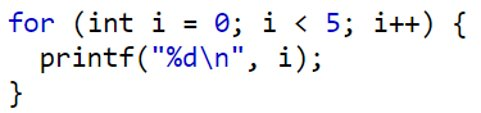 for (int i = 0; i < 5; i++) {
  printf("%d\n", i);
}